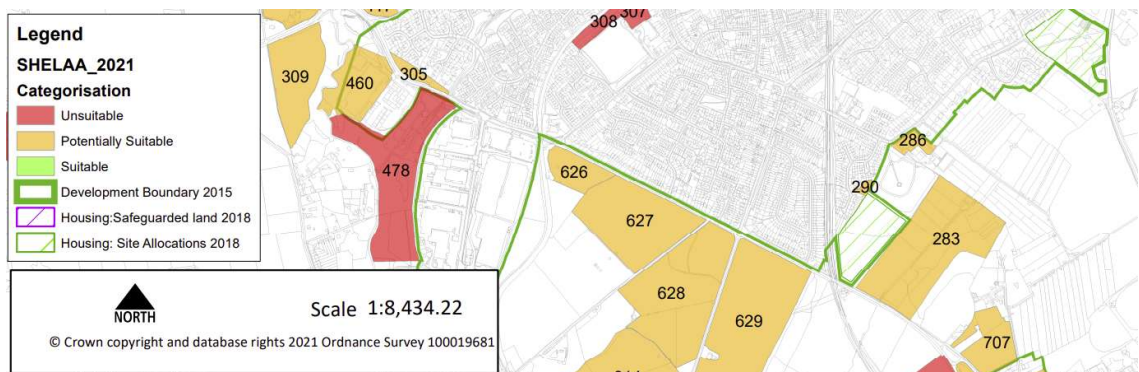 Legend
SHELAA_2021
Categorisation
Unsuitable
Potentially Suitable
Suitable
Development Boundary 2015
Housing:Safeguarded land 2018
Housing: Site Allocations 2018
NORTH
Scale 1:8,434.22
© Crown copyright and database rights 2021 Ordnance Survey 100019681
307
308
309
460
305
478
286
626
290
627
283
628
629
707